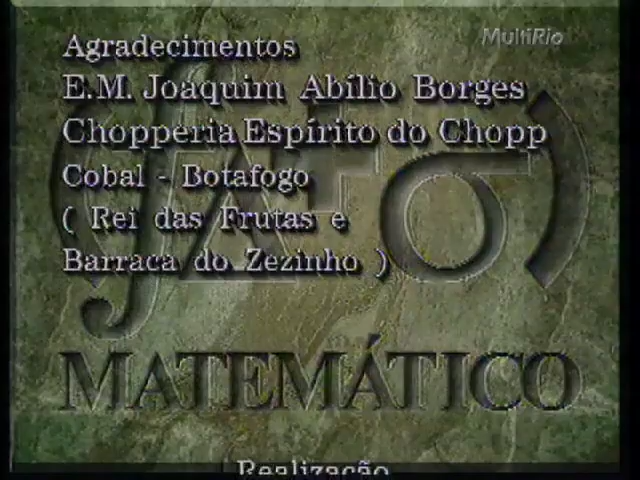 MultiRio
Agradecimentos
E.M. Joaquim Abílio Borges
Chopperia Espírito do Chopp
Cobal - Botafogo
( Rei das Frutas e
Barraca do Zezinho )
MATEMÁTICO
Realização